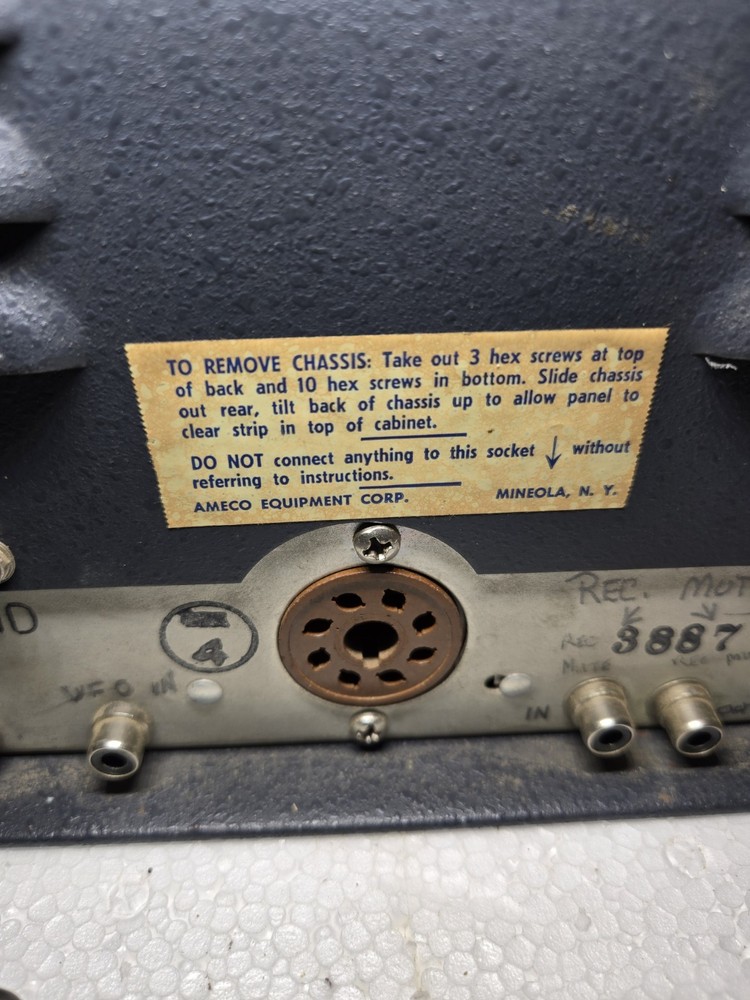 TO REMOVE CHASSIS: Take out 3 hex screws at top
of back and 10 hex screws in bottom. Slide chassis
out rear, tilt back of chassis up to allow panel to
clear strip in top of cabinet.
DO NOT connect anything to this socket ↓ without
referring to instructions.
AMECO EQUIPMENT CORP. MINEOLA, N. Y.
REC. MUT
4
REC 3887
VFO IN
IN